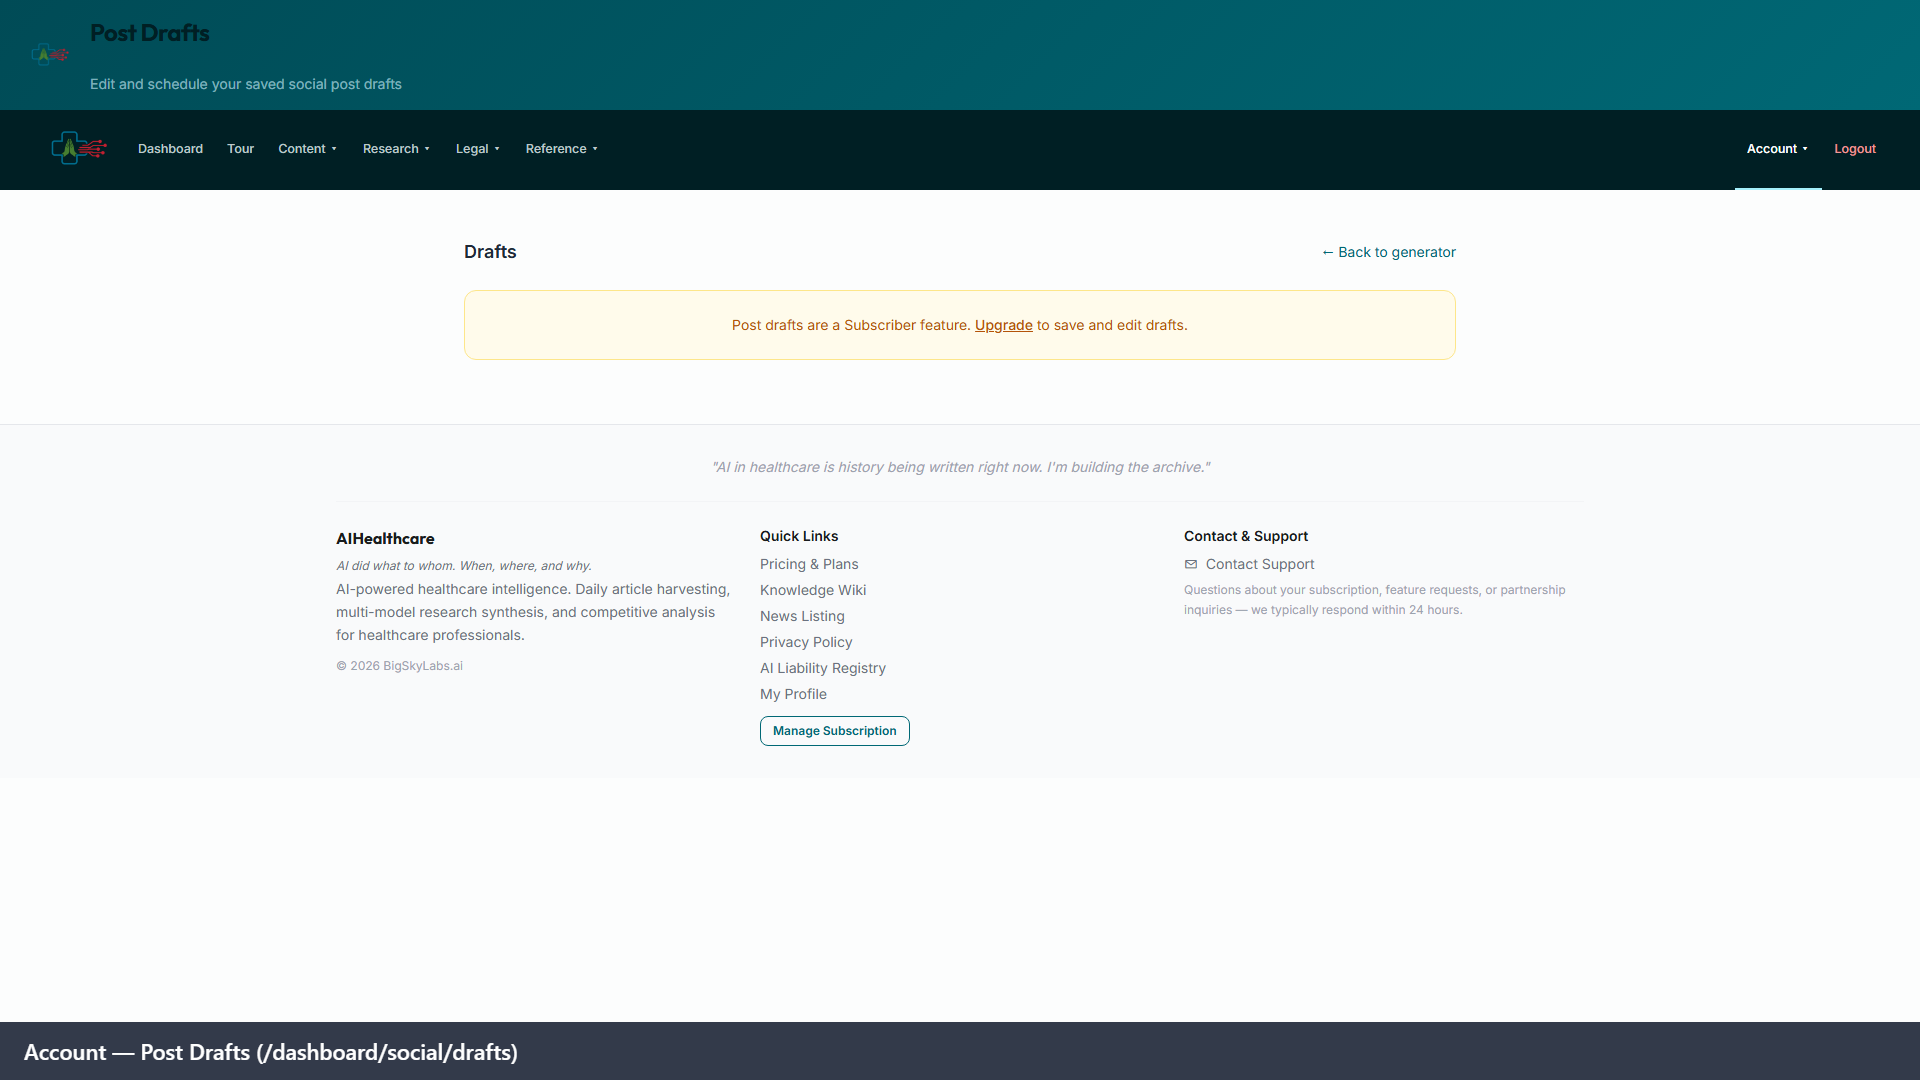 Post Drafts
Edit and schedule your saved social post drafts
Dashboard Tour Content Research Legal Reference Account Logout
Drafts
← Back to generator
Post drafts are a Subscriber feature. Upgrade to save and edit drafts.
"AI in healthcare is history being written right now. I'm building the archive."
AIHealthcare
AI did what to whom. When, where, and why.
AI-powered healthcare intelligence. Daily article harvesting,
multi-model research synthesis, and competitive analysis
for healthcare professionals.
© 2026 BigSkyLabs.ai
Quick Links
Pricing & Plans
Knowledge Wiki
News Listing
Privacy Policy
AI Liability Registry
My Profile
Manage Subscription
Contact & Support
Contact Support
Questions about your subscription, feature requests, or partnership
inquiries — we typically respond within 24 hours.
Account — Post Drafts (/dashboard/social/drafts)